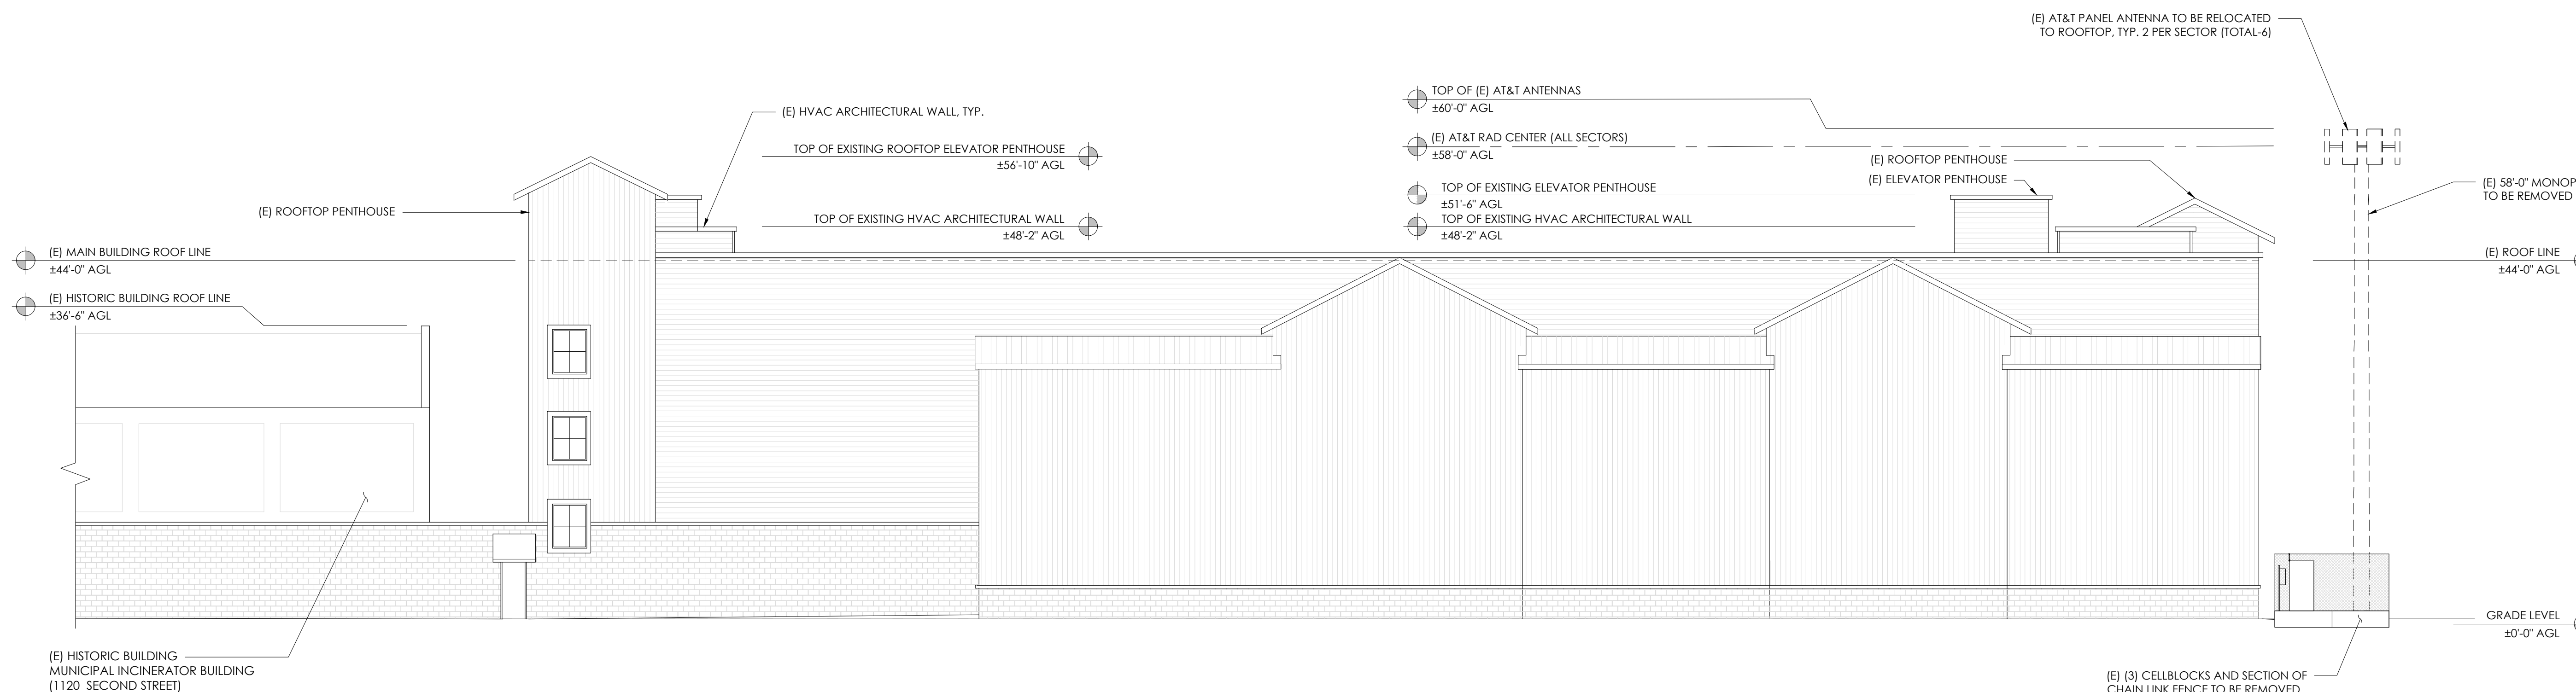 (E) AT&T PANEL ANTENNA TO BE RELOCATED
TO ROOFTOP, TYP. 2 PER SECTOR (TOTAL-6)
TOP OF (E) AT&T ANTENNAS
±60'-0" AGL
(E) HVAC ARCHITECTURAL WALL, TYP.
(E) AT&T RAD CENTER (ALL SECTORS)
±58'-0" AGL
TOP OF EXISTING ROOFTOP ELEVATOR PENTHOUSE
±56'-10" AGL
(E) ROOFTOP PENTHOUSE
(E) ELEVATOR PENTHOUSE
(E) 58'-0" MONOP
TO BE REMOVED
TOP OF EXISTING ELEVATOR PENTHOUSE
±51'-6" AGL
(E) ROOFTOP PENTHOUSE
TOP OF EXISTING HVAC ARCHITECTURAL WALL
±48'-2" AGL
TOP OF EXISTING HVAC ARCHITECTURAL WALL
±48'-2" AGL
(E) MAIN BUILDING ROOF LINE
±44'-0" AGL
(E) ROOF LINE
±44'-0" AGL
(E) HISTORIC BUILDING ROOF LINE
±36'-6" AGL
GRADE LEVEL
±0'-0" AGL
(E) HISTORIC BUILDING
MUNICIPAL INCINERATOR BUILDING
(1120 SECOND STREET)
(E) (3) CELLBLOCKS AND SECTION OF
CHAIN LINK FENCE TO BE REMOVED